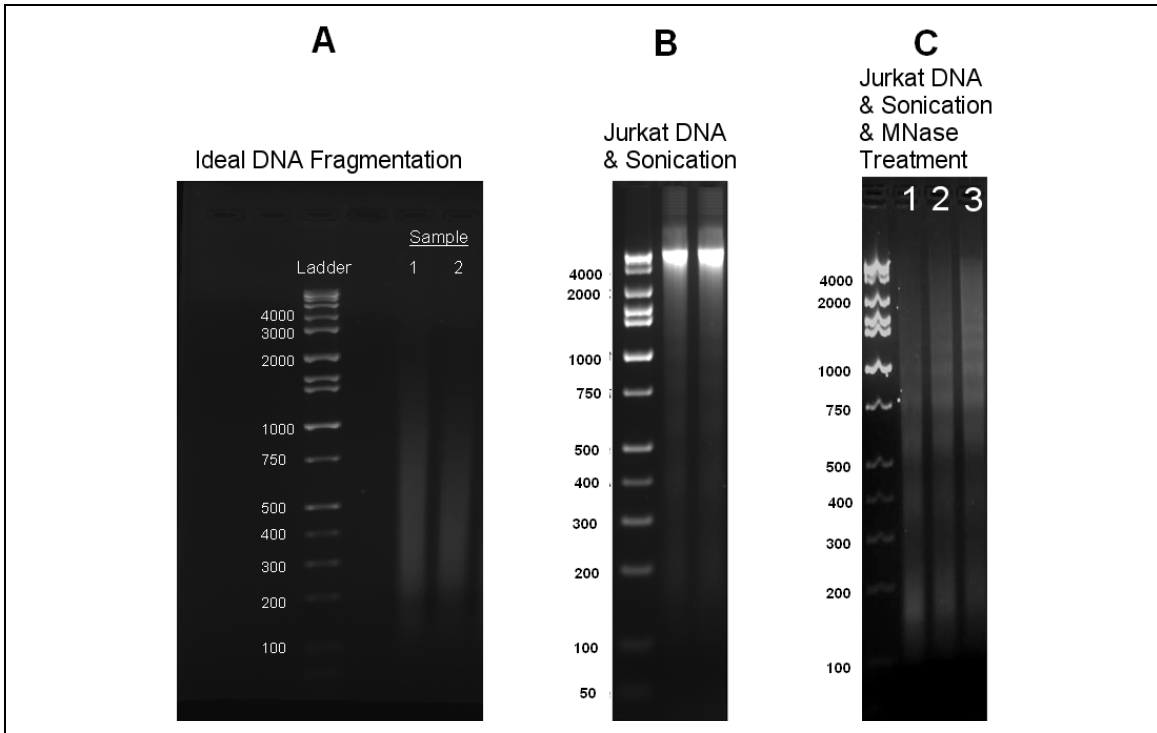 A
B
C
Ideal DNA Fragmentation
Jurkat DNA
& Sonication
Jurkat DNA
& Sonication
& MNase
Treatment
Sample
Ladder 1 2
4000
3000
2000
1000
750
500
400
300
200
100
4000
2000
1000
750
500
400
300
200
100
50
1 2 3
4000
2000
1000
750
500
400
300
200
100